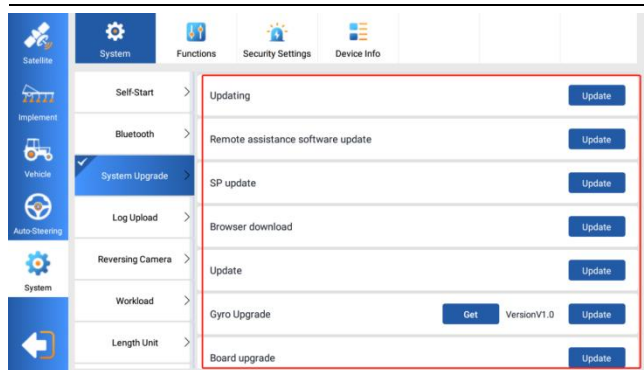 Satellite
Implement
Vehicle
Auto-Steering
System
System
Functions
Security Settings
Device Info
Self-Start
Bluetooth
System Upgrade
Log Upload
Reversing Camera
Workload
Length Unit
Updating Update
Remote assistance software update Update
SP update Update
Browser download Update
Update Update
Gyro Upgrade Get VersionV1.0 Update
Board upgrade Update